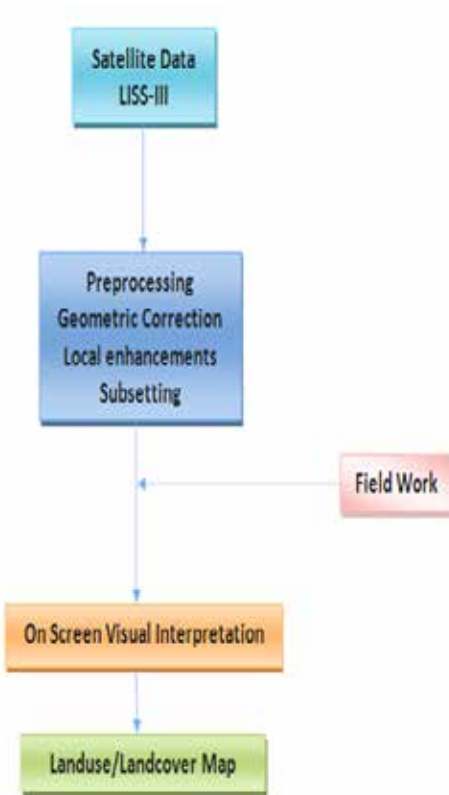 Satellite Data
LISS-III
Preprocessing
Geometric Correction
Local enhancements
Subsetting
Field Work
On Screen Visual Interpretation
Landuse/Landcover Map